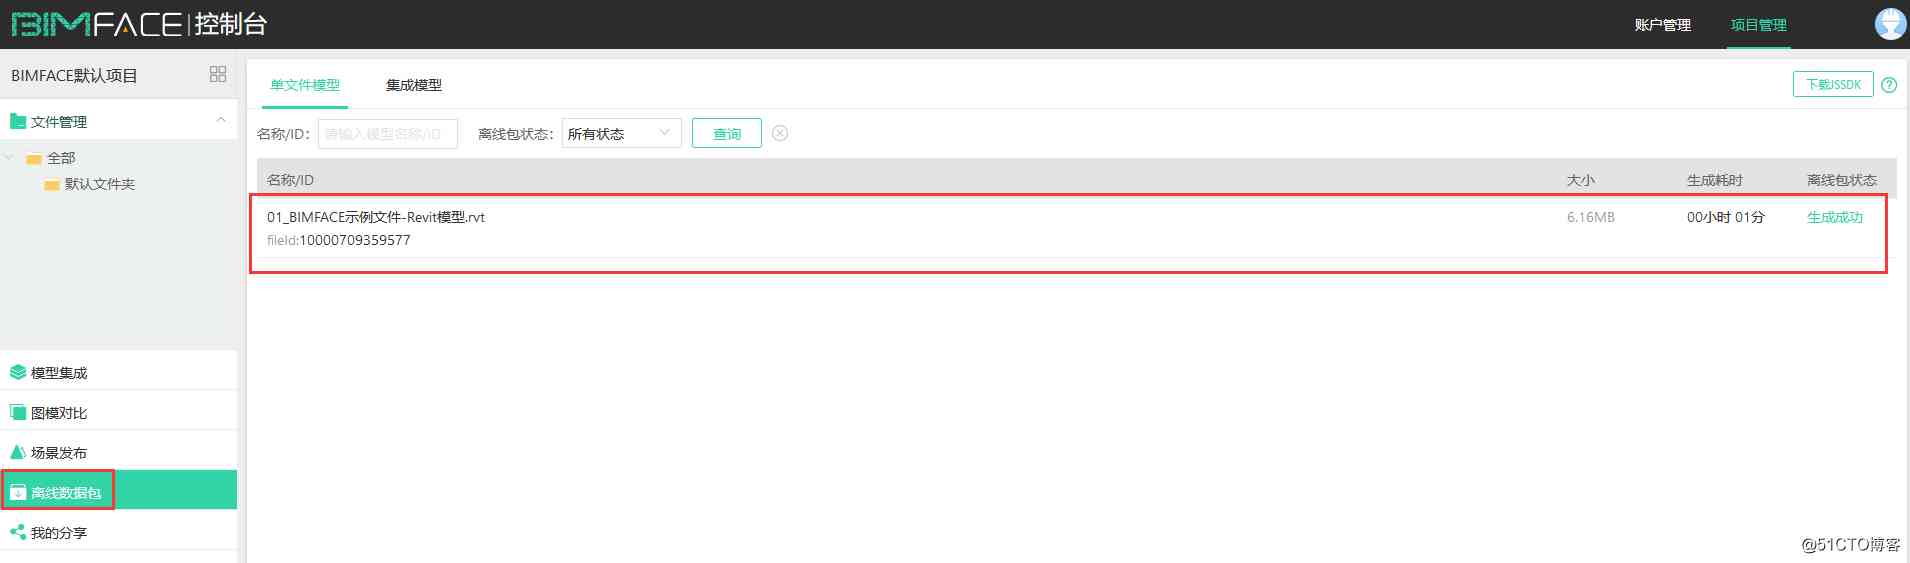 BIMFACE|控制台 账户管理 项目管理
BIMFACE默认项目
文件管理
全部
默认文件夹
模型集成
图模对比
场景发布
离线数据包
我的分享
单文件模型 集成模型 下载JSSDK
名称/ID: 请输入模型名称/ID 离线包状态: 所有状态 查询
名称/ID 大小 生成耗时 离线包状态
01_BIMFACE示例文件-Revit模型.rvt 6.16MB 00小时 01分 生成成功
fileId:10000709359577
@51CTO博客